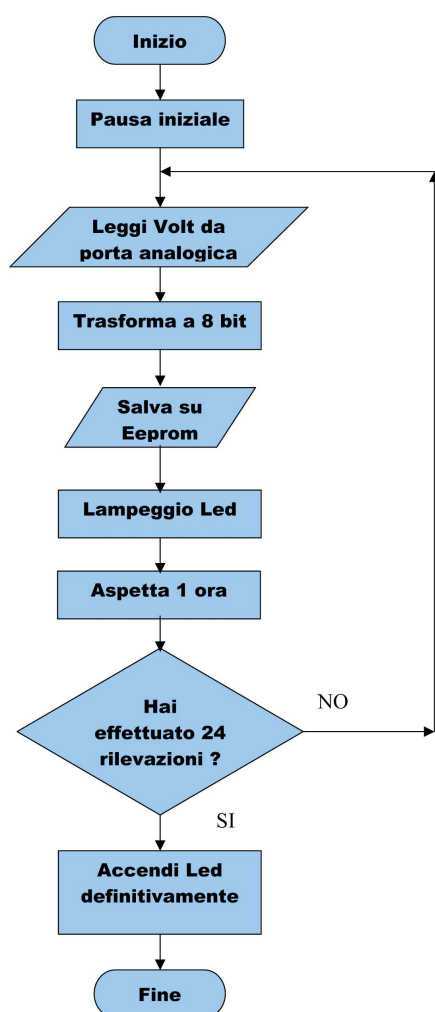 Inizio
Pausa iniziale
Leggi Volt da
porta analogica
Trasforma a 8 bit
Salva su
Eeprom
Lampeggio Led
Aspetta 1 ora
Hai
effettuato 24
rilevazioni ?
NO
SI
Accendi Led
definitivamente
Fine